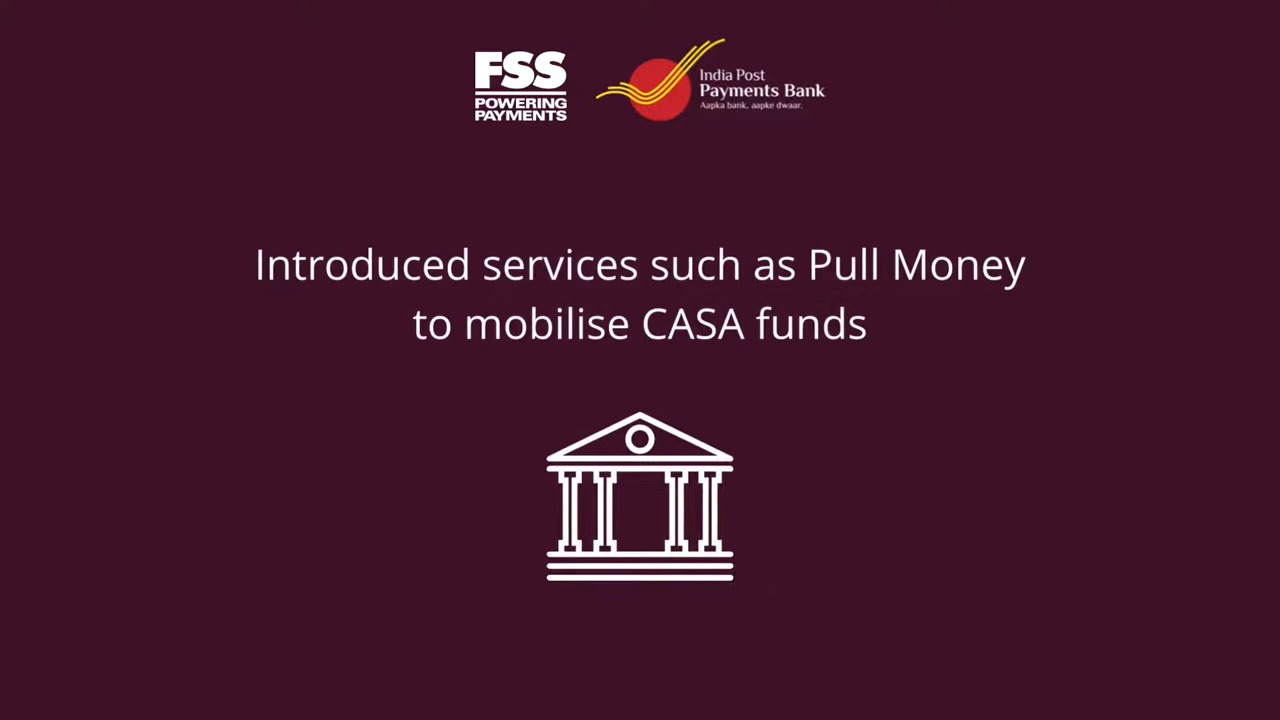 FSS
POWERING
PAYMENTS
India Post
Payments Bank
Aapka bank, aapke dwaar.
Introduced services such as Pull Money
to mobilise CASA funds